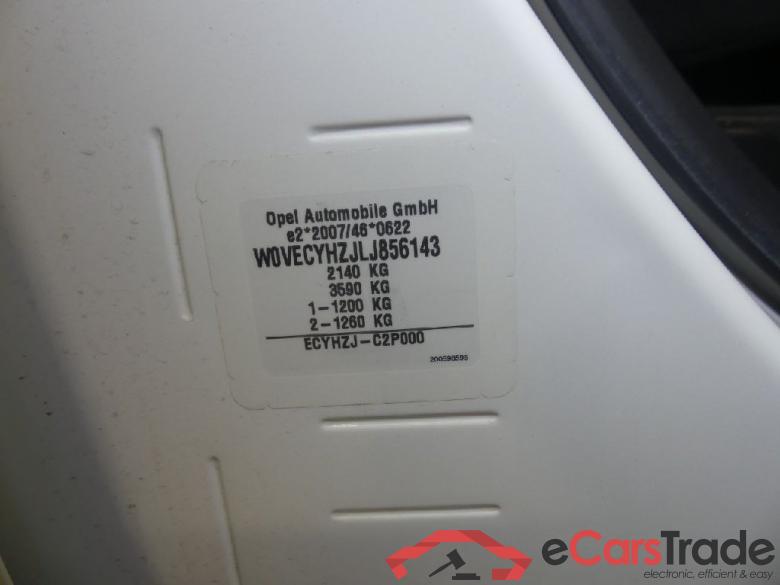 Opel Automobile GmbH
e2*2007/46*0622
W0VECYHZJLJ856143
2140 KG
3590 KG
1-1200 KG
2-1260 KG
ECYHZJ-C2P000
eCarsTrade
electronic, efficient & easy